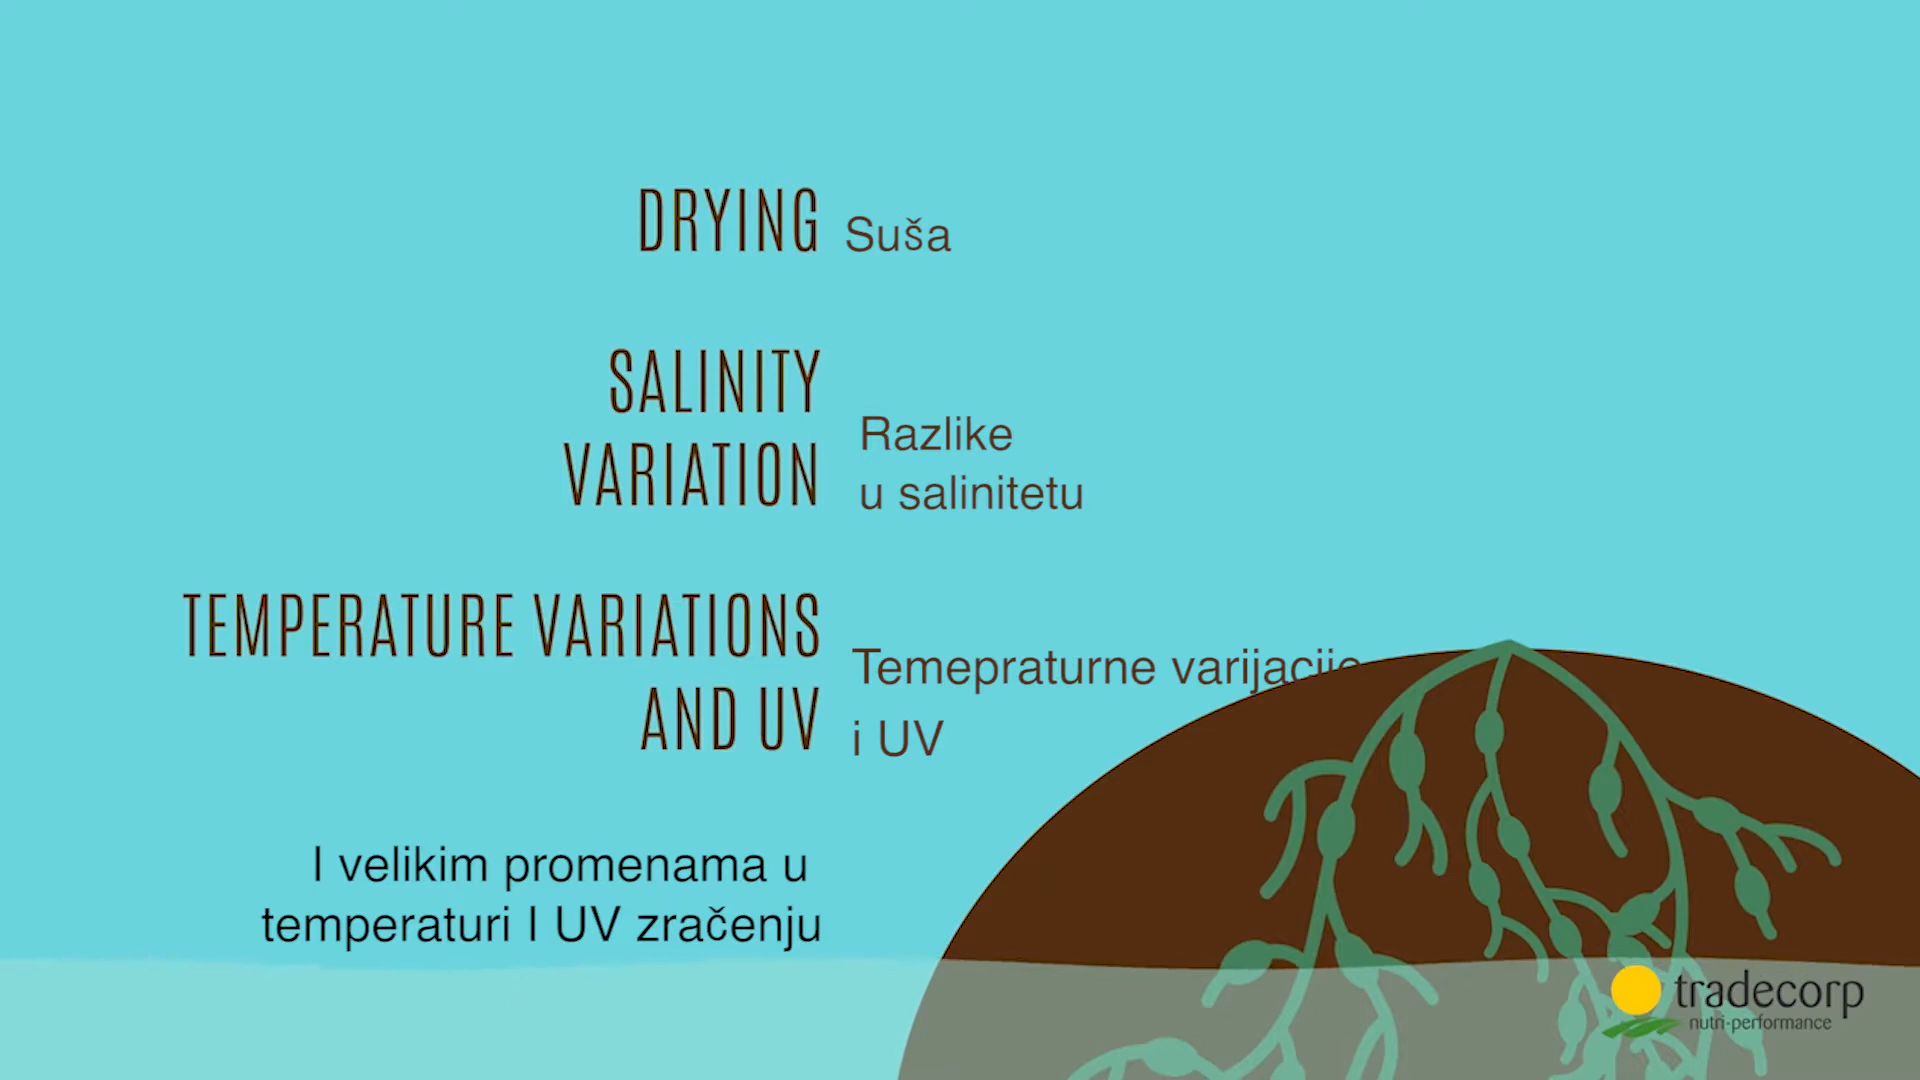 DRYING Suša
SALINITY
VARIATION
Razlike
u salinitetu
TEMPERATURE VARIATIONS
AND UV
Temepraturne varijacije
i UV
I velikim promenama u
temperaturi I UV zračenju
tradecorp
nutri-performance